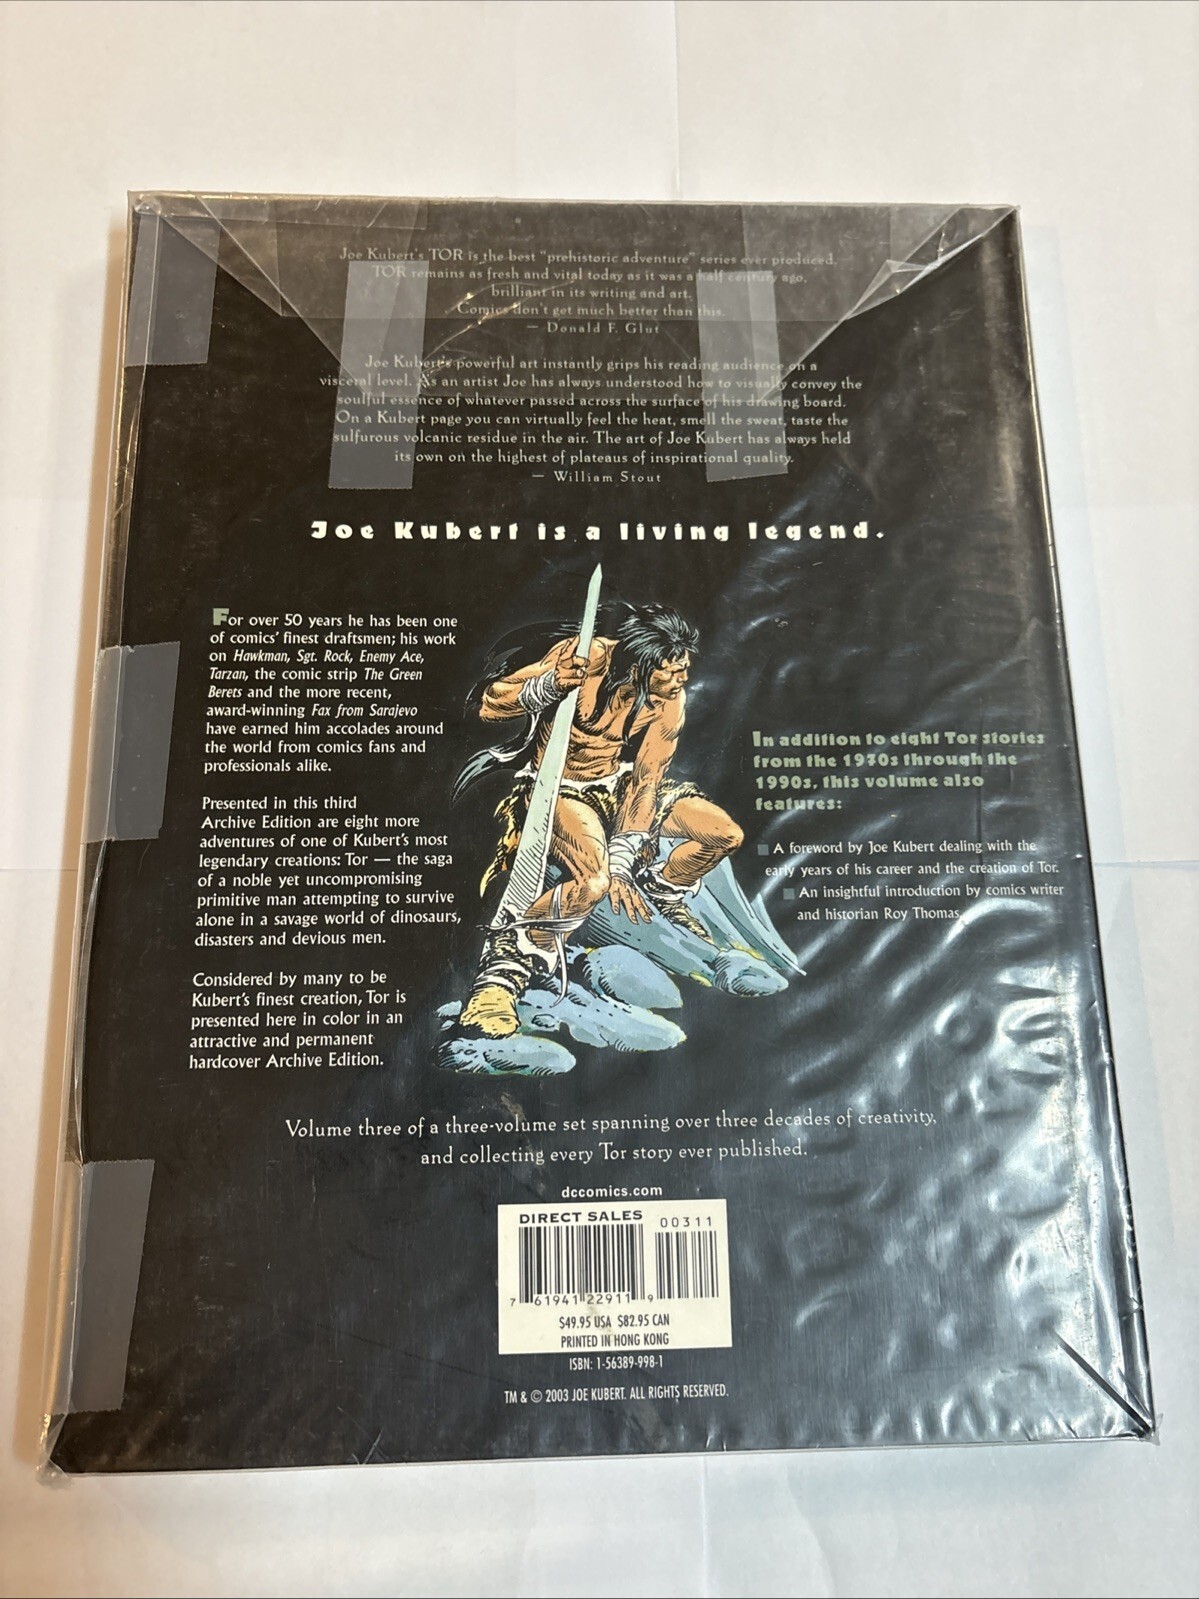 Joe Kubert's TOR is the best "prehistoric adventure" series ever produced.
TOR remains as fresh and vital today as it was a half century ago,
brilliant in its writing and art.
Comics don't get much better than this.
— Donald F. Glut
Joe Kubert's powerful art instantly grips his reading audience on a
visceral level. As an artist Joe has always understood how to visually convey the
soulful essence of whatever passed across the surface of his drawing board.
On a Kubert page you can virtually feel the heat, smell the sweat, taste the
sulfurous volcanic residue in the air. The art of Joe Kubert has always held
its own on the highest of plateaus of inspirational quality.
— William Stout
Joe Kubert is a living legend.
For over 50 years he has been one
of comics' finest draftsmen; his work
on Hawkman, Sgt. Rock, Enemy Ace,
Tarzan, the comic strip The Green
Berets and the more recent,
award-winning Fax from Sarajevo
have earned him accolades around
the world from comics fans and
professionals alike.
Presented in this third
Archive Edition are eight more
adventures of one of Kubert's most
legendary creations: Tor — the saga
of a noble yet uncompromising
primitive man attempting to survive
alone in a savage world of dinosaurs,
disasters and devious men.
Considered by many to be
Kubert's finest creation, Tor is
presented here in color in an
attractive and permanent
hardcover Archive Edition.
In addition to eight Tor stories
from the 1970s through the
1990s, this volume also
features:
A foreword by Joe Kubert dealing with the
early years of his career and the creation of Tor.
An insightful introduction by comics writer
and historian Roy Thomas.
Volume three of a three-volume set spanning over three decades of creativity,
and collecting every Tor story ever published.
dccomics.com
DIRECT SALES
00311
7 61941 22911 9
$49.95 USA $82.95 CAN
PRINTED IN HONG KONG
ISBN: 1-56389-998-1
TM & © 2003 JOE KUBERT. ALL RIGHTS RESERVED.